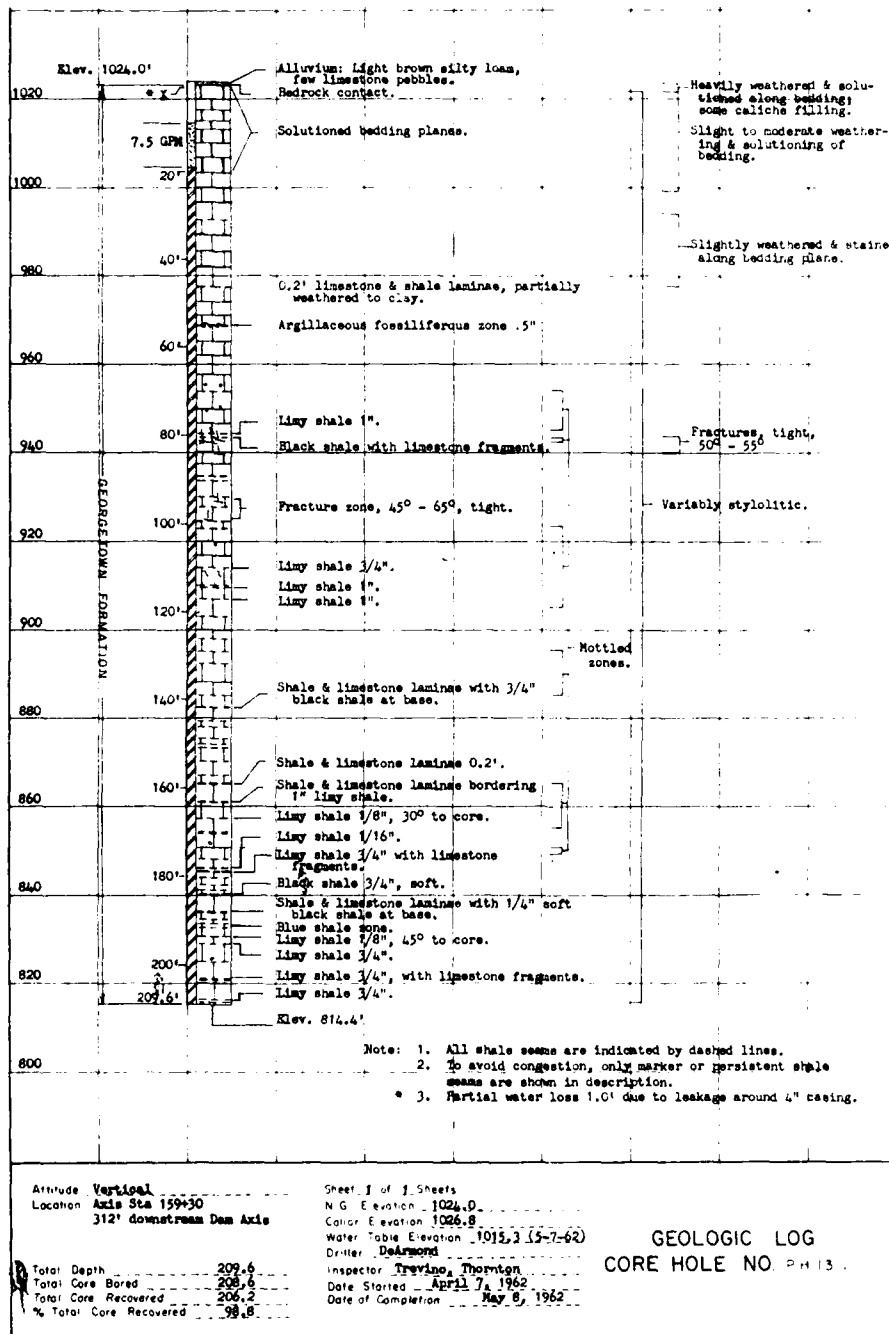 Elev. 1024.0'
Alluvium: Light brown silty loam,
few limestone pebbles.
Bedrock contact.
Heavily weathered & solu-
tioned along bedding;
some caliche filling.
1020
* X
7.5 GPM
Solutioned bedding planes.
Slight to moderate weather-
ing & solutioning of
bedding.
20'
1000
Slightly weathered & staine
along bedding plane.
40'
980
0.2' limestone & shale laminae, partially
weathered to clay.
Argillaceous fossiliferous zone .5"
60'
960
Limy shale 1".
80'
Black shale with limestone fragments.
Fractures, tight,
50° - 55°
940
GEORGETOWN FORMATION
Fracture zone, 45° - 65°, tight.
Variably stylolitic.
100'
920
Limy shale 3/4".
Limy shale 1".
Limy shale 1".
120'
900
Mottled
zones.
Shale & limestone laminae with 3/4"
black shale at base.
140'
880
Shale & limestone laminae 0.2'.
160'
Shale & limestone laminae bordering
1" limy shale.
860
Limy shale 1/8", 30° to core.
Limy shale 1/16".
Limy shale 3/4" with limestone
fragments.
180'
Black shale 3/4", soft.
840
Shale & limestone laminae with 1/4" soft
black shale at base.
Blue shale zone.
Limy shale 1/8", 45° to core.
Limy shale 3/4".
200'
Limy shale 3/4", with limestone fragments.
820
209.6'
Limy shale 3/4".
Elev. 814.4'
Note: 1. All shale seams are indicated by dashed lines.
2. To avoid congestion, only marker or persistent shale
seams are shown in description.
* 3. Partial water loss 1.0' due to leakage around 4" casing.
800
Attitude Vertical
Location Axis Sta 159+30
312' downstream Dam Axis
Total Depth 209.6
Total Core Bored 208.6
Total Core Recovered 206.2
% Total Core Recovered 98.8
Sheet 1 of 1 Sheets
N G Elevation 1024.0
Collar Elevation 1026.8
Water Table Elevation 1015.3 (5-7-62)
Driller DeArmond
Inspector Trevino, Thornton
Date Started April 7, 1962
Date of Completion May 8, 1962
GEOLOGIC LOG
CORE HOLE NO. PH 13